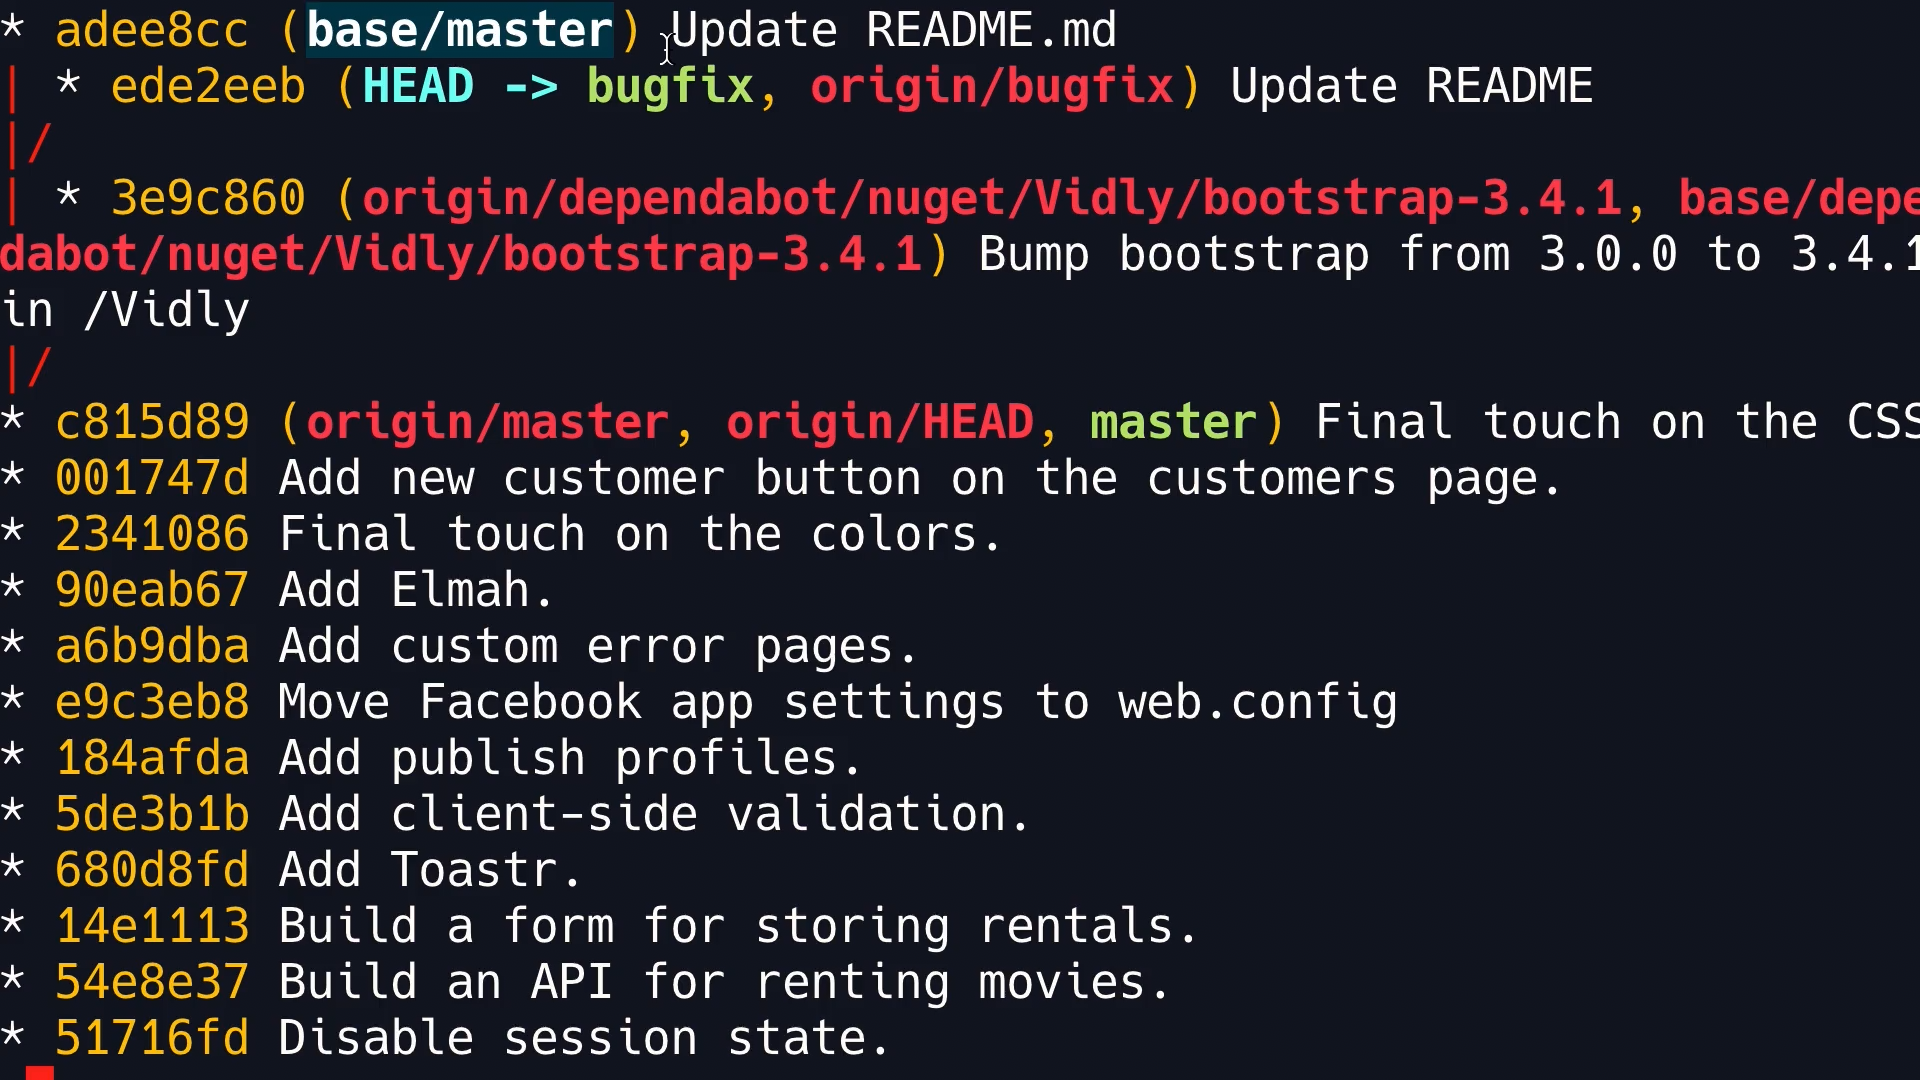 * adee8cc (base/master) Update README.md
| * ede2eeb (HEAD -> bugfix, origin/bugfix) Update README
|/
| * 3e9c860 (origin/dependabot/nuget/Vidly/bootstrap-3.4.1, base/depe
dabot/nuget/Vidly/bootstrap-3.4.1) Bump bootstrap from 3.0.0 to 3.4.1
in /Vidly
|/
* c815d89 (origin/master, origin/HEAD, master) Final touch on the CSS
* 001747d Add new customer button on the customers page.
* 2341086 Final touch on the colors.
* 90eab67 Add Elmah.
* a6b9dba Add custom error pages.
* e9c3eb8 Move Facebook app settings to web.config
* 184afda Add publish profiles.
* 5de3b1b Add client-side validation.
* 680d8fd Add Toastr.
* 14e1113 Build a form for storing rentals.
* 54e8e37 Build an API for renting movies.
* 51716fd Disable session state.